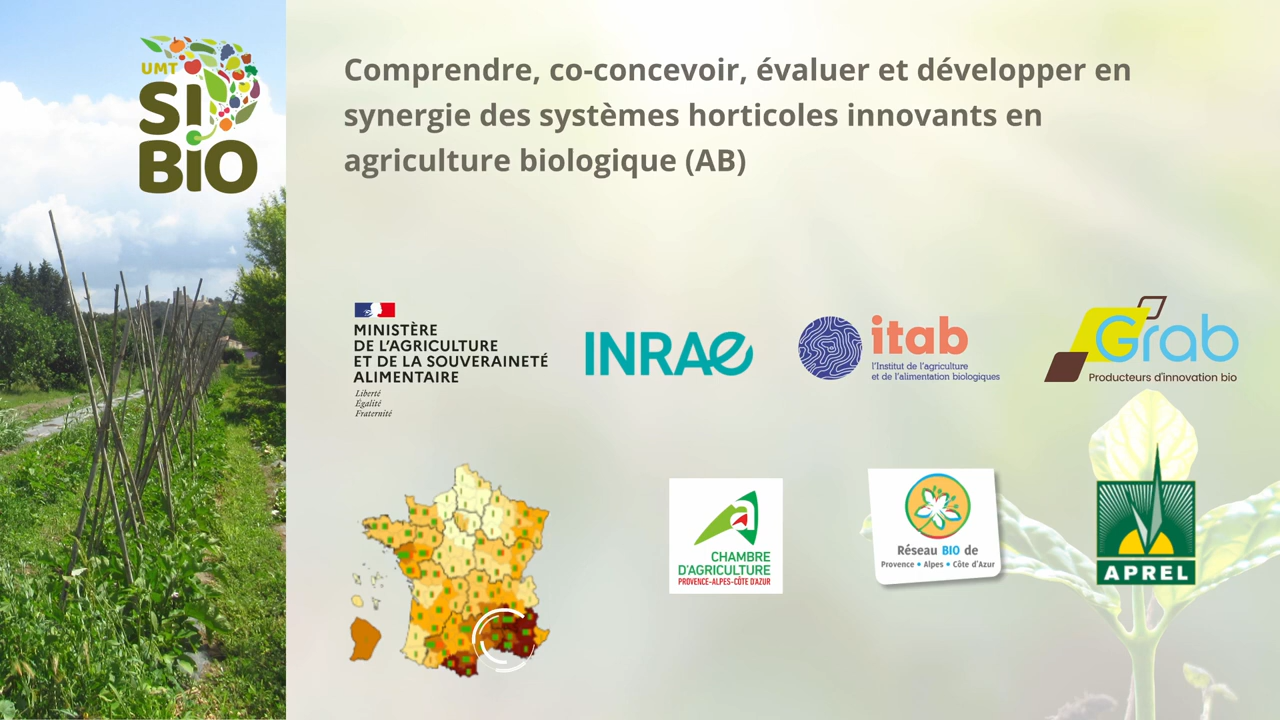 UMT
SI
BIO
Comprendre, co-concevoir, évaluer et développer en
synergie des systèmes horticoles innovants en
agriculture biologique (AB)
MINISTÈRE
DE L'AGRICULTURE
ET DE LA SOUVERAINETÉ
ALIMENTAIRE
Liberté
Égalité
Fraternité
INRAE
itab
l'Institut de l'agriculture
et de l'alimentation biologiques
Grab
Producteurs d'innovation bio
CHAMBRE
D'AGRICULTURE
PROVENCE-ALPES-CÔTE D'AZUR
Réseau BIO de
Provence • Alpes • Côte d'Azur
APREL